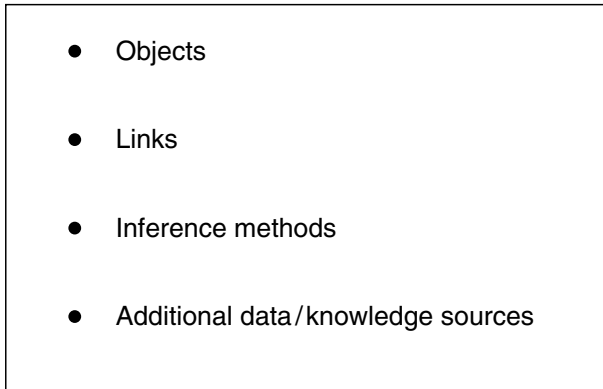 ● Objects
● Links
● Inference methods
● Additional data/knowledge sources